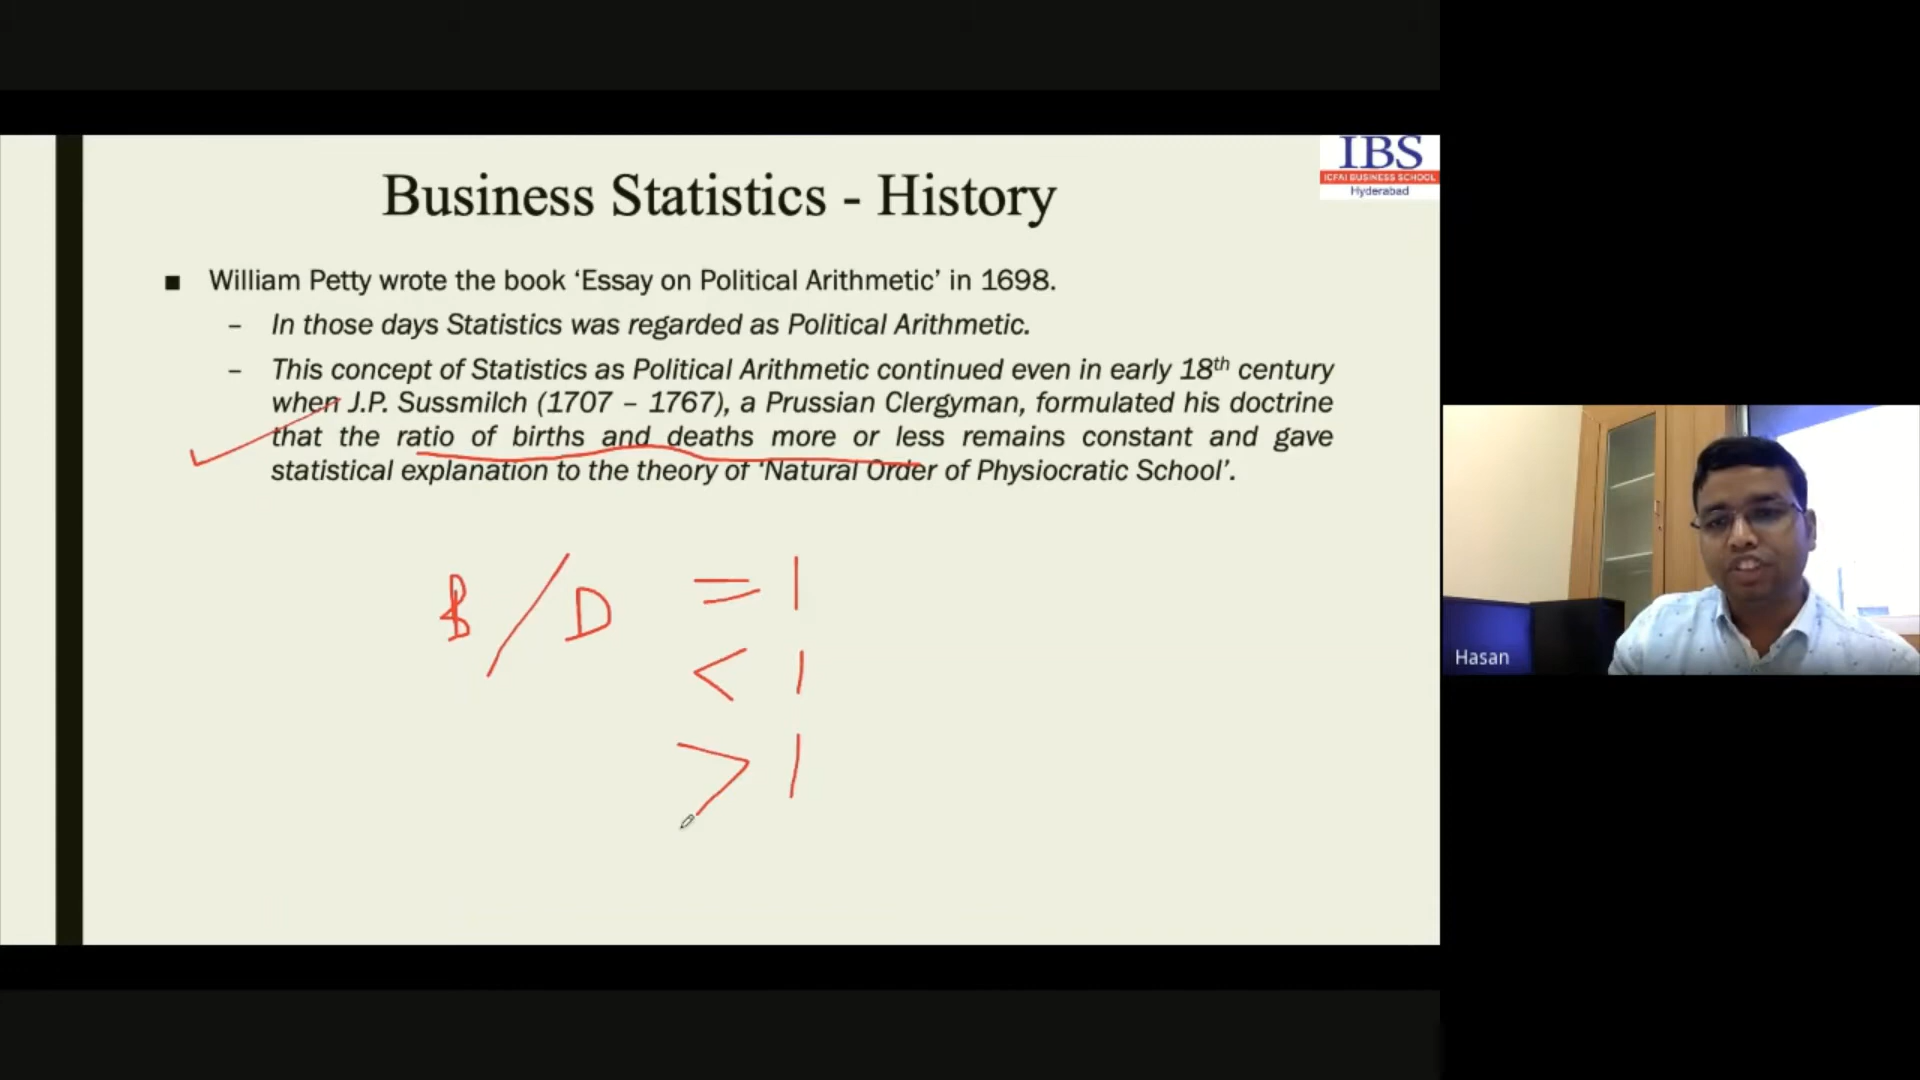 IBS
ICFAI BUSINESS SCHOOL
Hyderabad
Business Statistics - History
■ William Petty wrote the book ‘Essay on Political Arithmetic’ in 1698.
– In those days Statistics was regarded as Political Arithmetic.
– This concept of Statistics as Political Arithmetic continued even in early 18th century
when J.P. Sussmilch (1707 – 1767), a Prussian Clergyman, formulated his doctrine
that the ratio of births and deaths more or less remains constant and gave
statistical explanation to the theory of ‘Natural Order of Physiocratic School’.
B/D = 1
< 1
> 1
Hasan